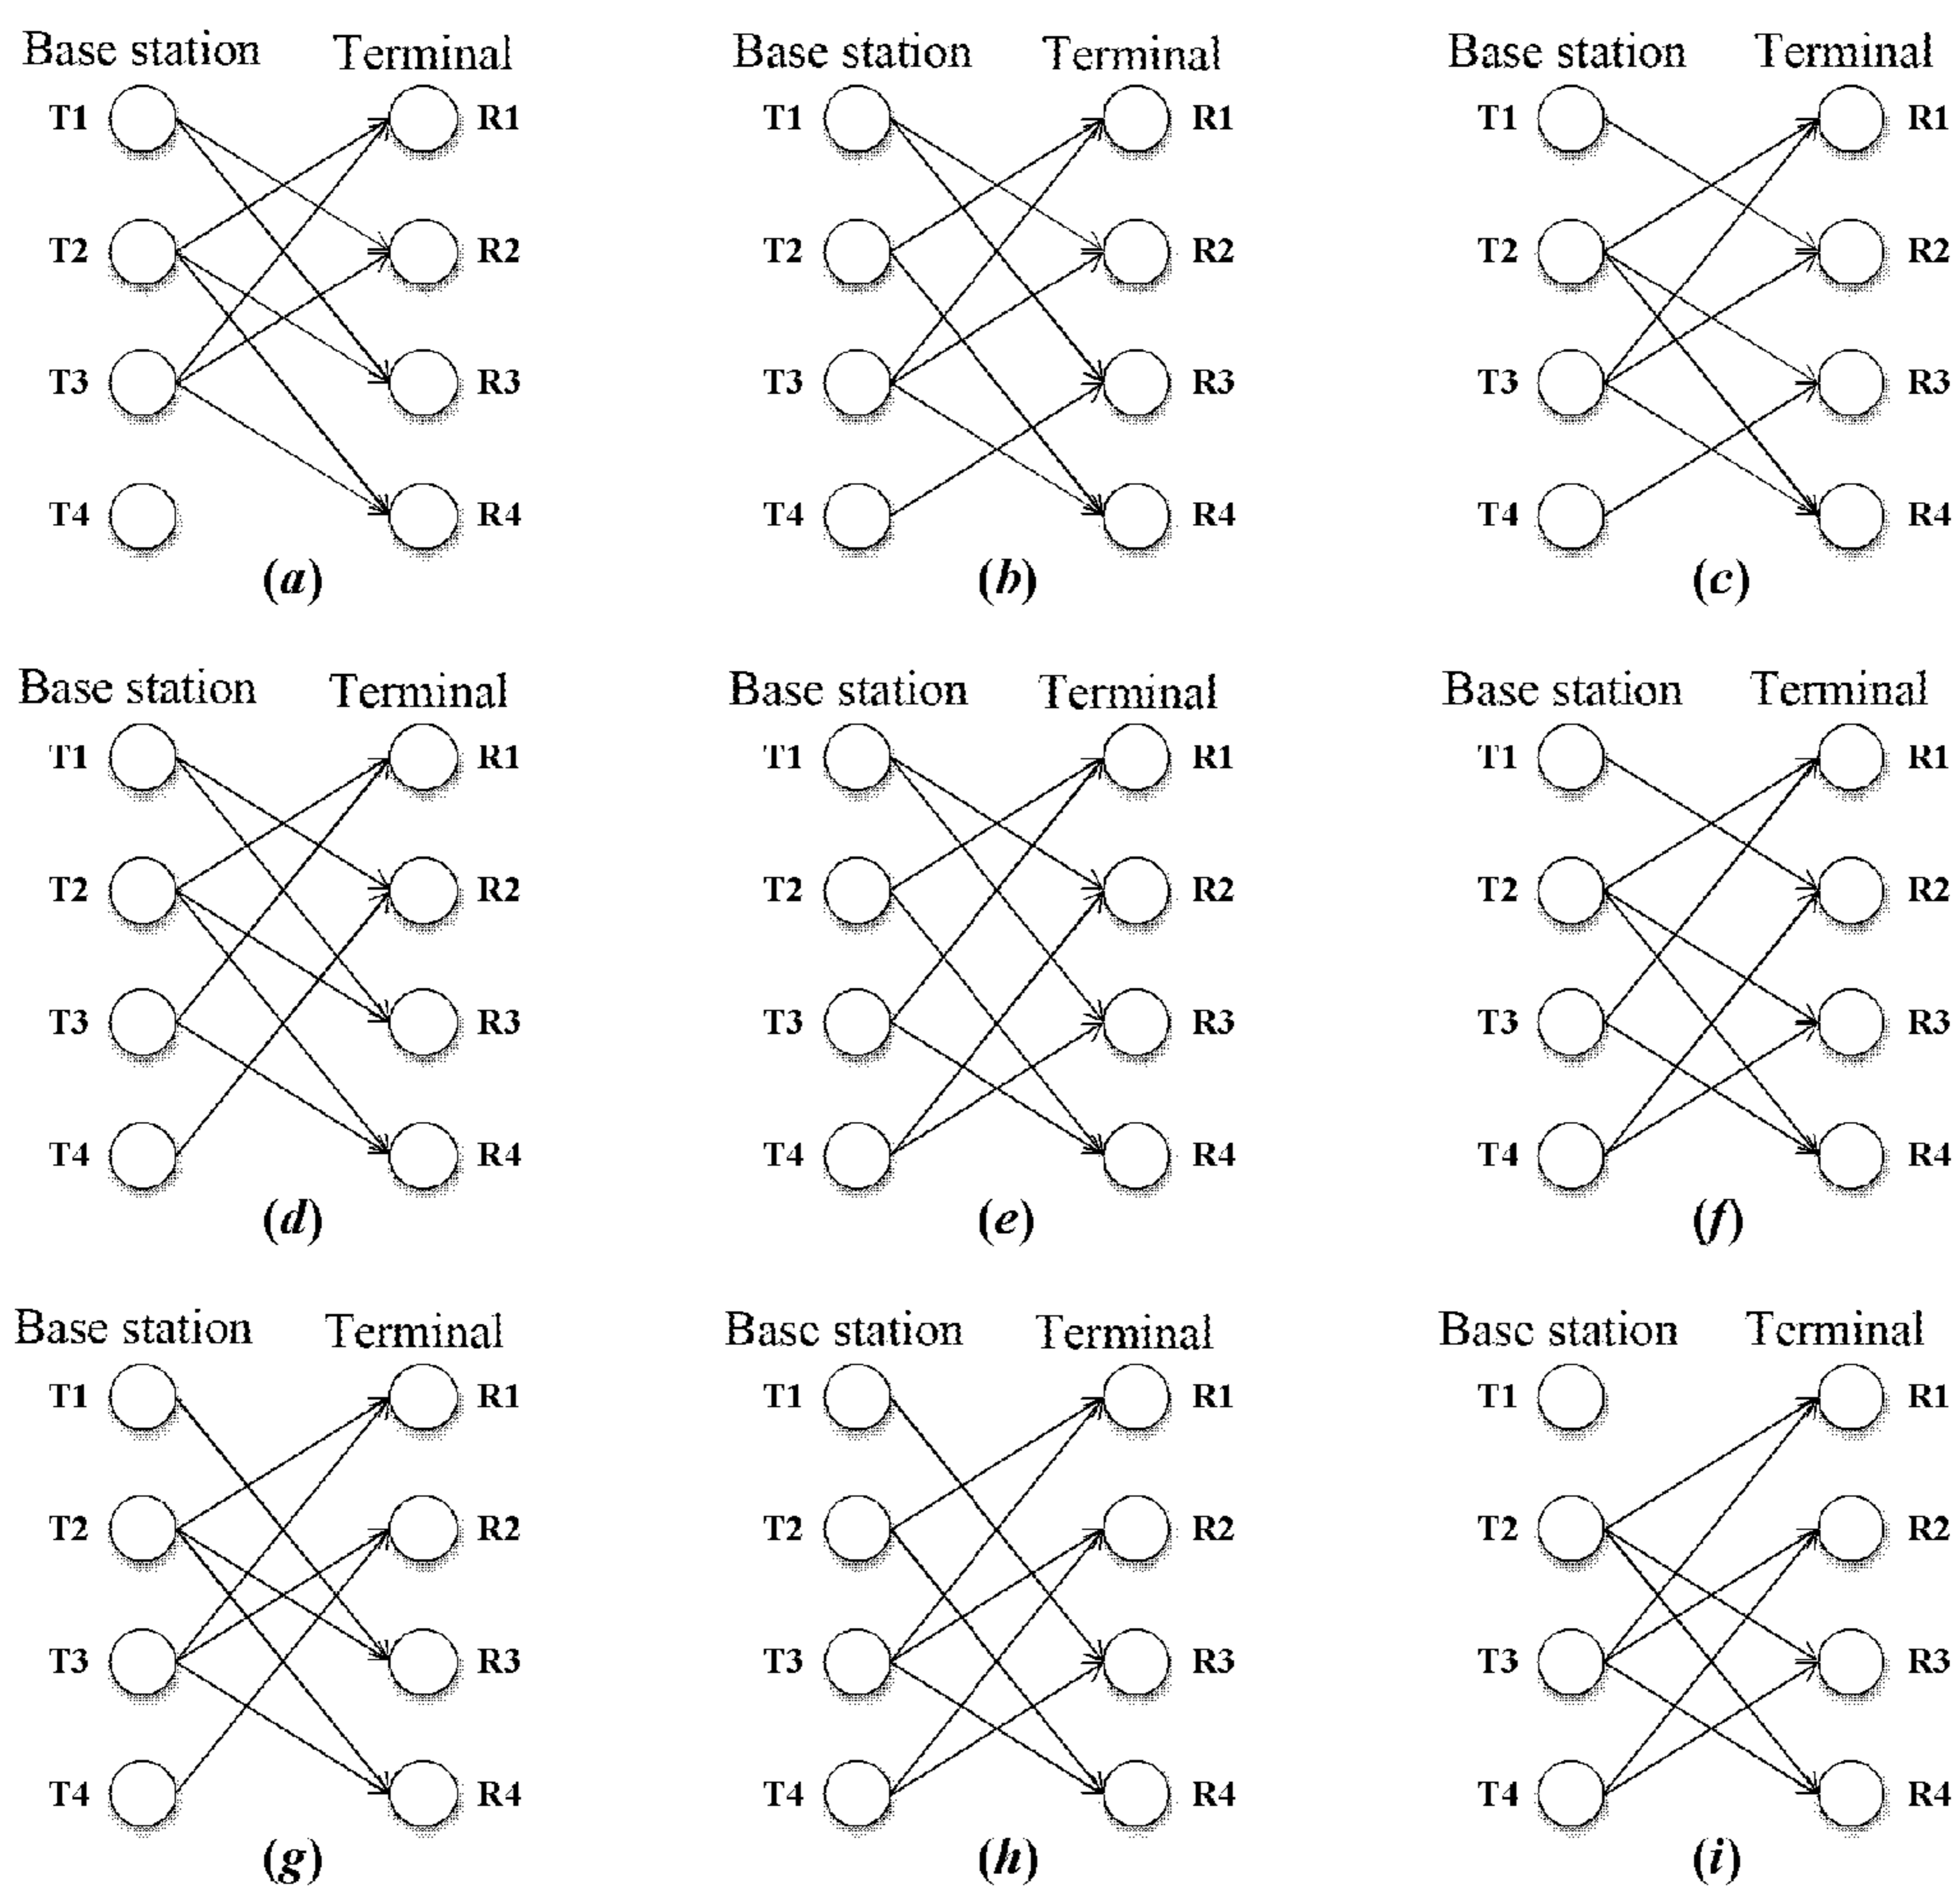 Base station Terminal Base station Terminal Base station Terminal
T1 R1 T1 R1 T1 R1
T2 R2 T2 R2 T2 R2
T3 R3 T3 R3 T3 R3
T4 R4 T4 R4 T4 R4
(a) (b) (c)
Base station Terminal Base station Terminal Base station Terminal
T1 R1 T1 R1 T1 R1
T2 R2 T2 R2 T2 R2
T3 R3 T3 R3 T3 R3
T4 R4 T4 R4 T4 R4
(d) (e) (f)
Base station Terminal Base station Terminal Base station Terminal
T1 R1 T1 R1 T1 R1
T2 R2 T2 R2 T2 R2
T3 R3 T3 R3 T3 R3
T4 R4 T4 R4 T4 R4
(g) (h) (i)